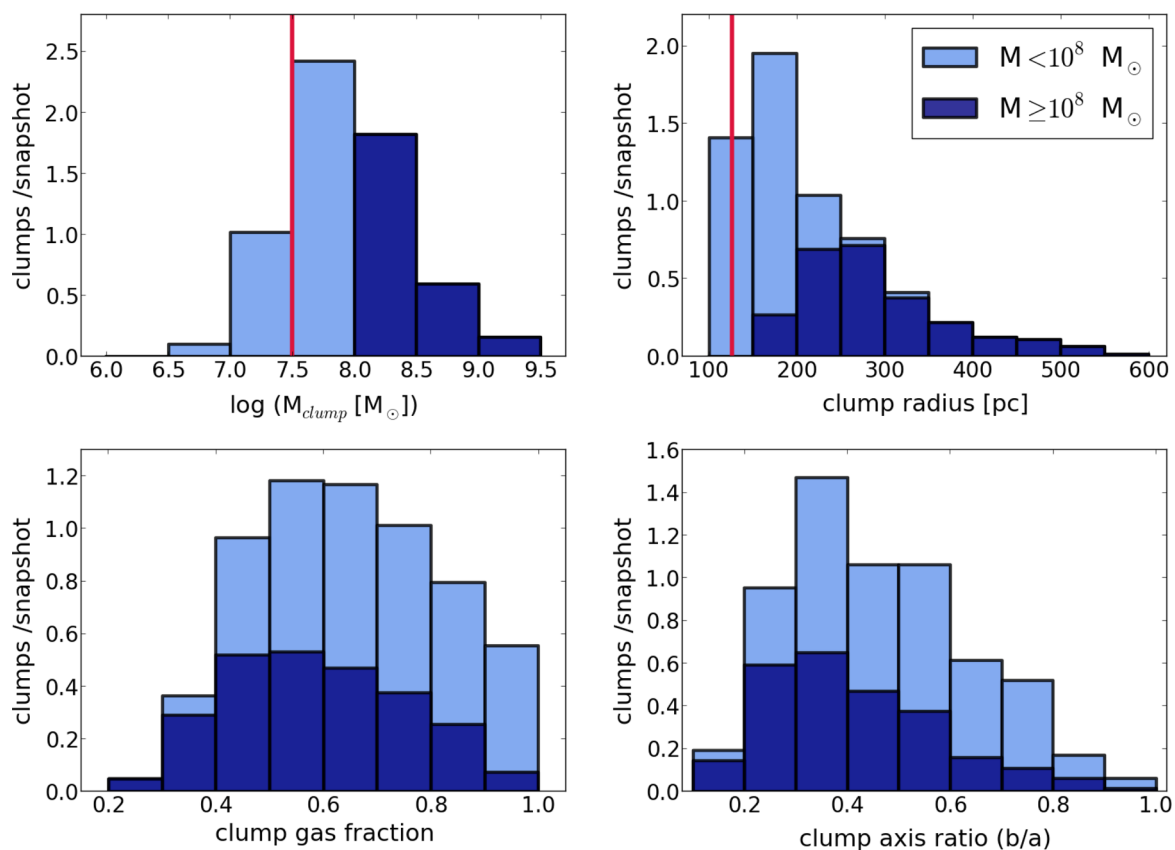 2.5
2.0
1.5
1.0
0.5
0.0
clumps /snapshot
6.0 6.5 7.0 7.5 8.0 8.5 9.0 9.5
log (M_clump [M_⊙])
2.0
1.5
1.0
0.5
0.0
clumps /snapshot
M <10^8 M_⊙
M ≥10^8 M_⊙
100 200 300 400 500 600
clump radius [pc]
1.2
1.0
0.8
0.6
0.4
0.2
0.0
clumps /snapshot
0.2 0.4 0.6 0.8 1.0
clump gas fraction
1.6
1.4
1.2
1.0
0.8
0.6
0.4
0.2
0.0
clumps /snapshot
0.2 0.4 0.6 0.8 1.0
clump axis ratio (b/a)